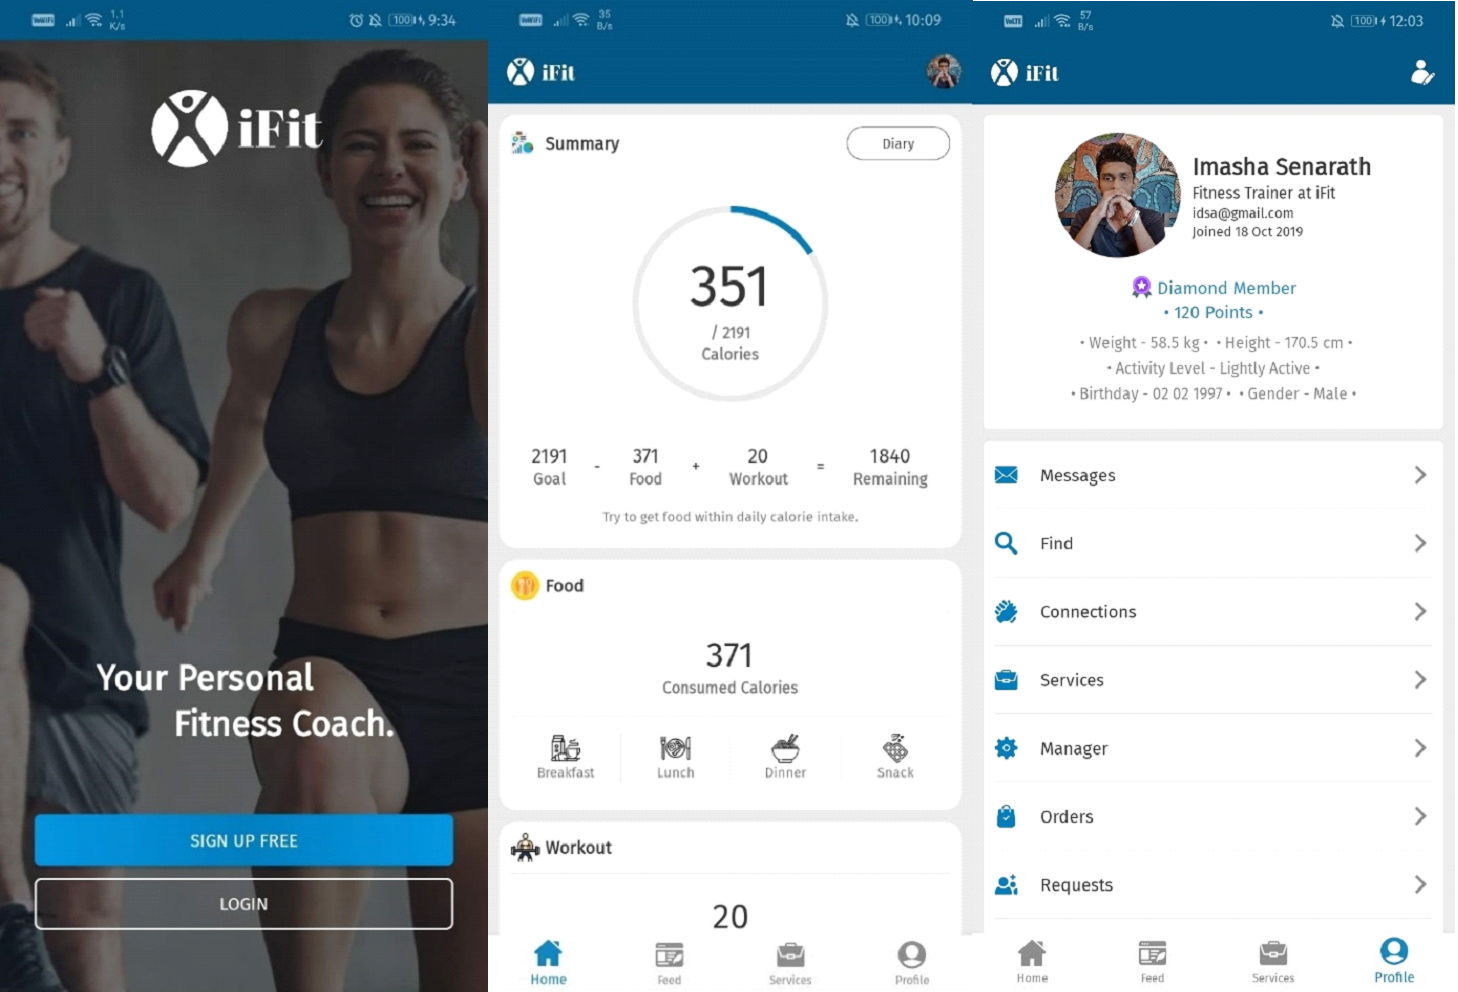 1.1
K/s
100
9:34
iFit
Your Personal
Fitness Coach.
SIGN UP FREE
LOGIN
35
B/s
100
10:09
iFit
Summary
Diary
351
/ 2191
Calories
2191 - 371 + 20 = 1840
Goal Food Workout Remaining
Try to get food within daily calorie intake.
Food
371
Consumed Calories
Breakfast Lunch Dinner Snack
Workout
20
Home Feed Services Profile
VoLTE
57
B/s
100
12:03
iFit
Imasha Senarath
Fitness Trainer at iFit
idsa@gmail.com
Joined 18 Oct 2019
Diamond Member
• 120 Points •
• Weight - 58.5 kg • • Height - 170.5 cm •
• Activity Level - Lightly Active •
• Birthday - 02 02 1997 • • Gender - Male •
Messages
Find
Connections
Services
Manager
Orders
Requests
Home Feed Services Profile